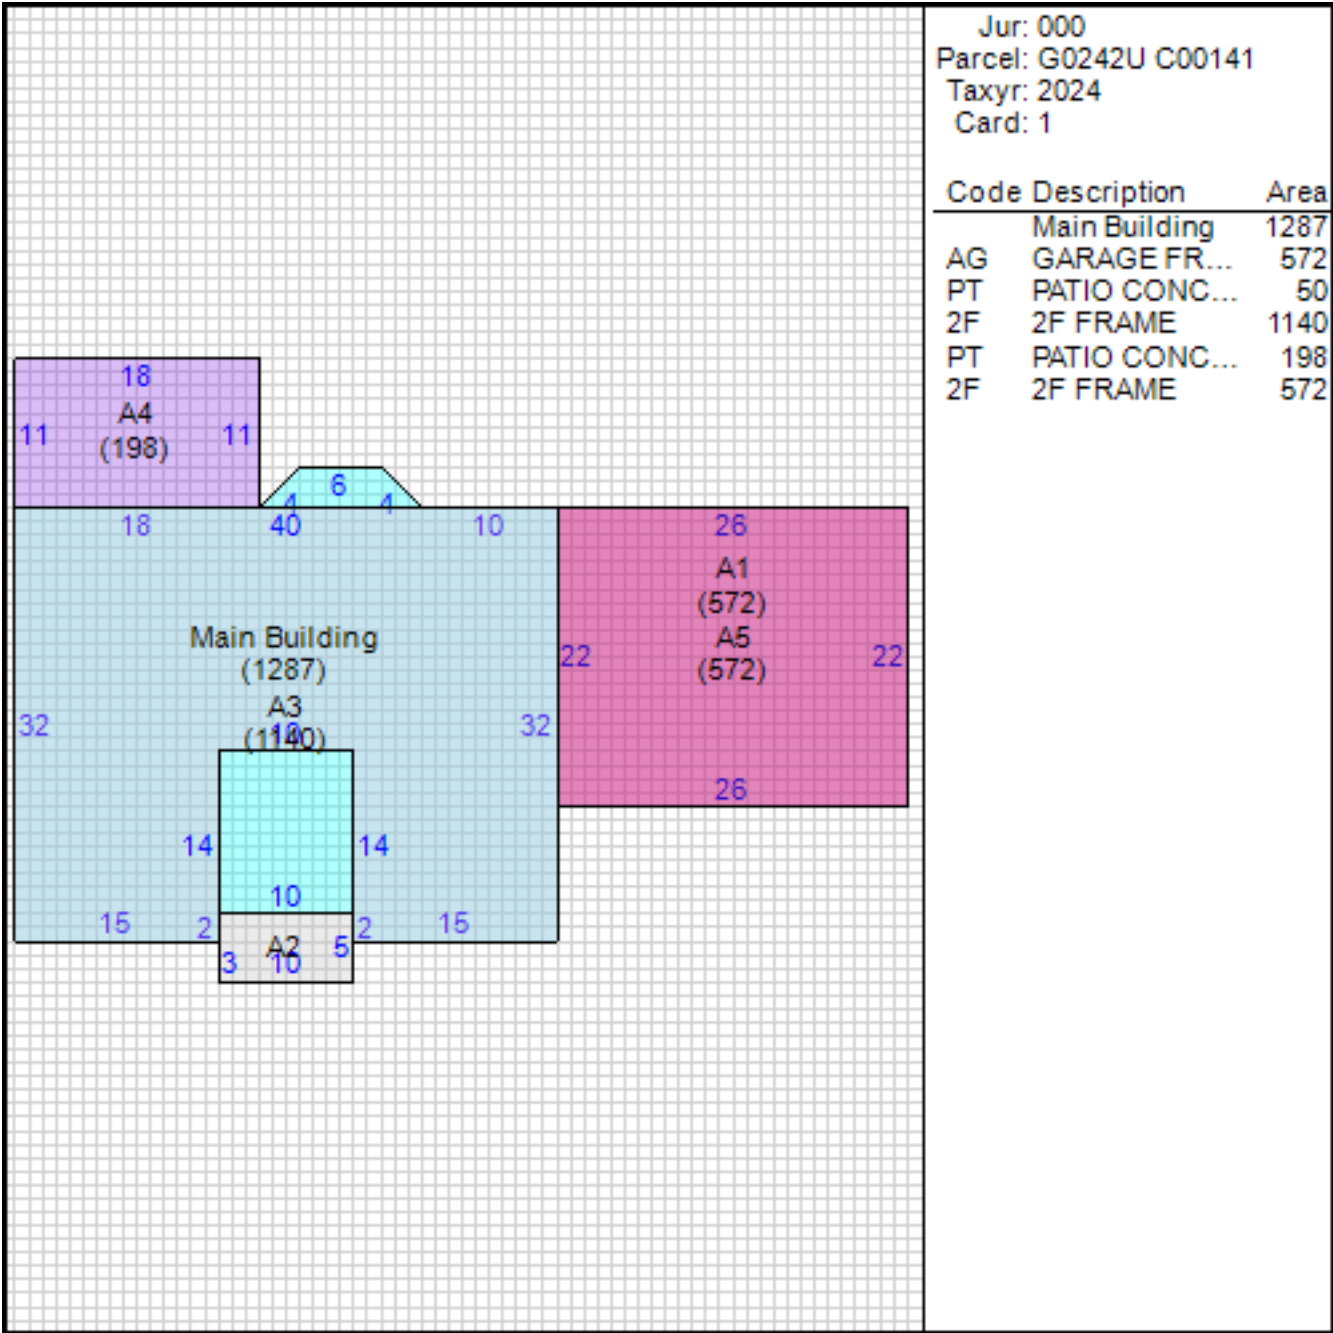 Jur: 000
Parcel: G0242U C00141
Taxyr: 2024
Card: 1
Code Description Area
Main Building 1287
AG GARAGE FR... 572
PT PATIO CONC... 50
2F 2F FRAME 1140
PT PATIO CONC... 198
2F 2F FRAME 572
18
A4
11 11
(198)
6
4 4
18 40 10 26
A1
(572)
Main Building A5
(1287) 22 (572) 22
A3
32 32
(1140)
26
14 14
10
15 2 2 15
A2 5
3 10